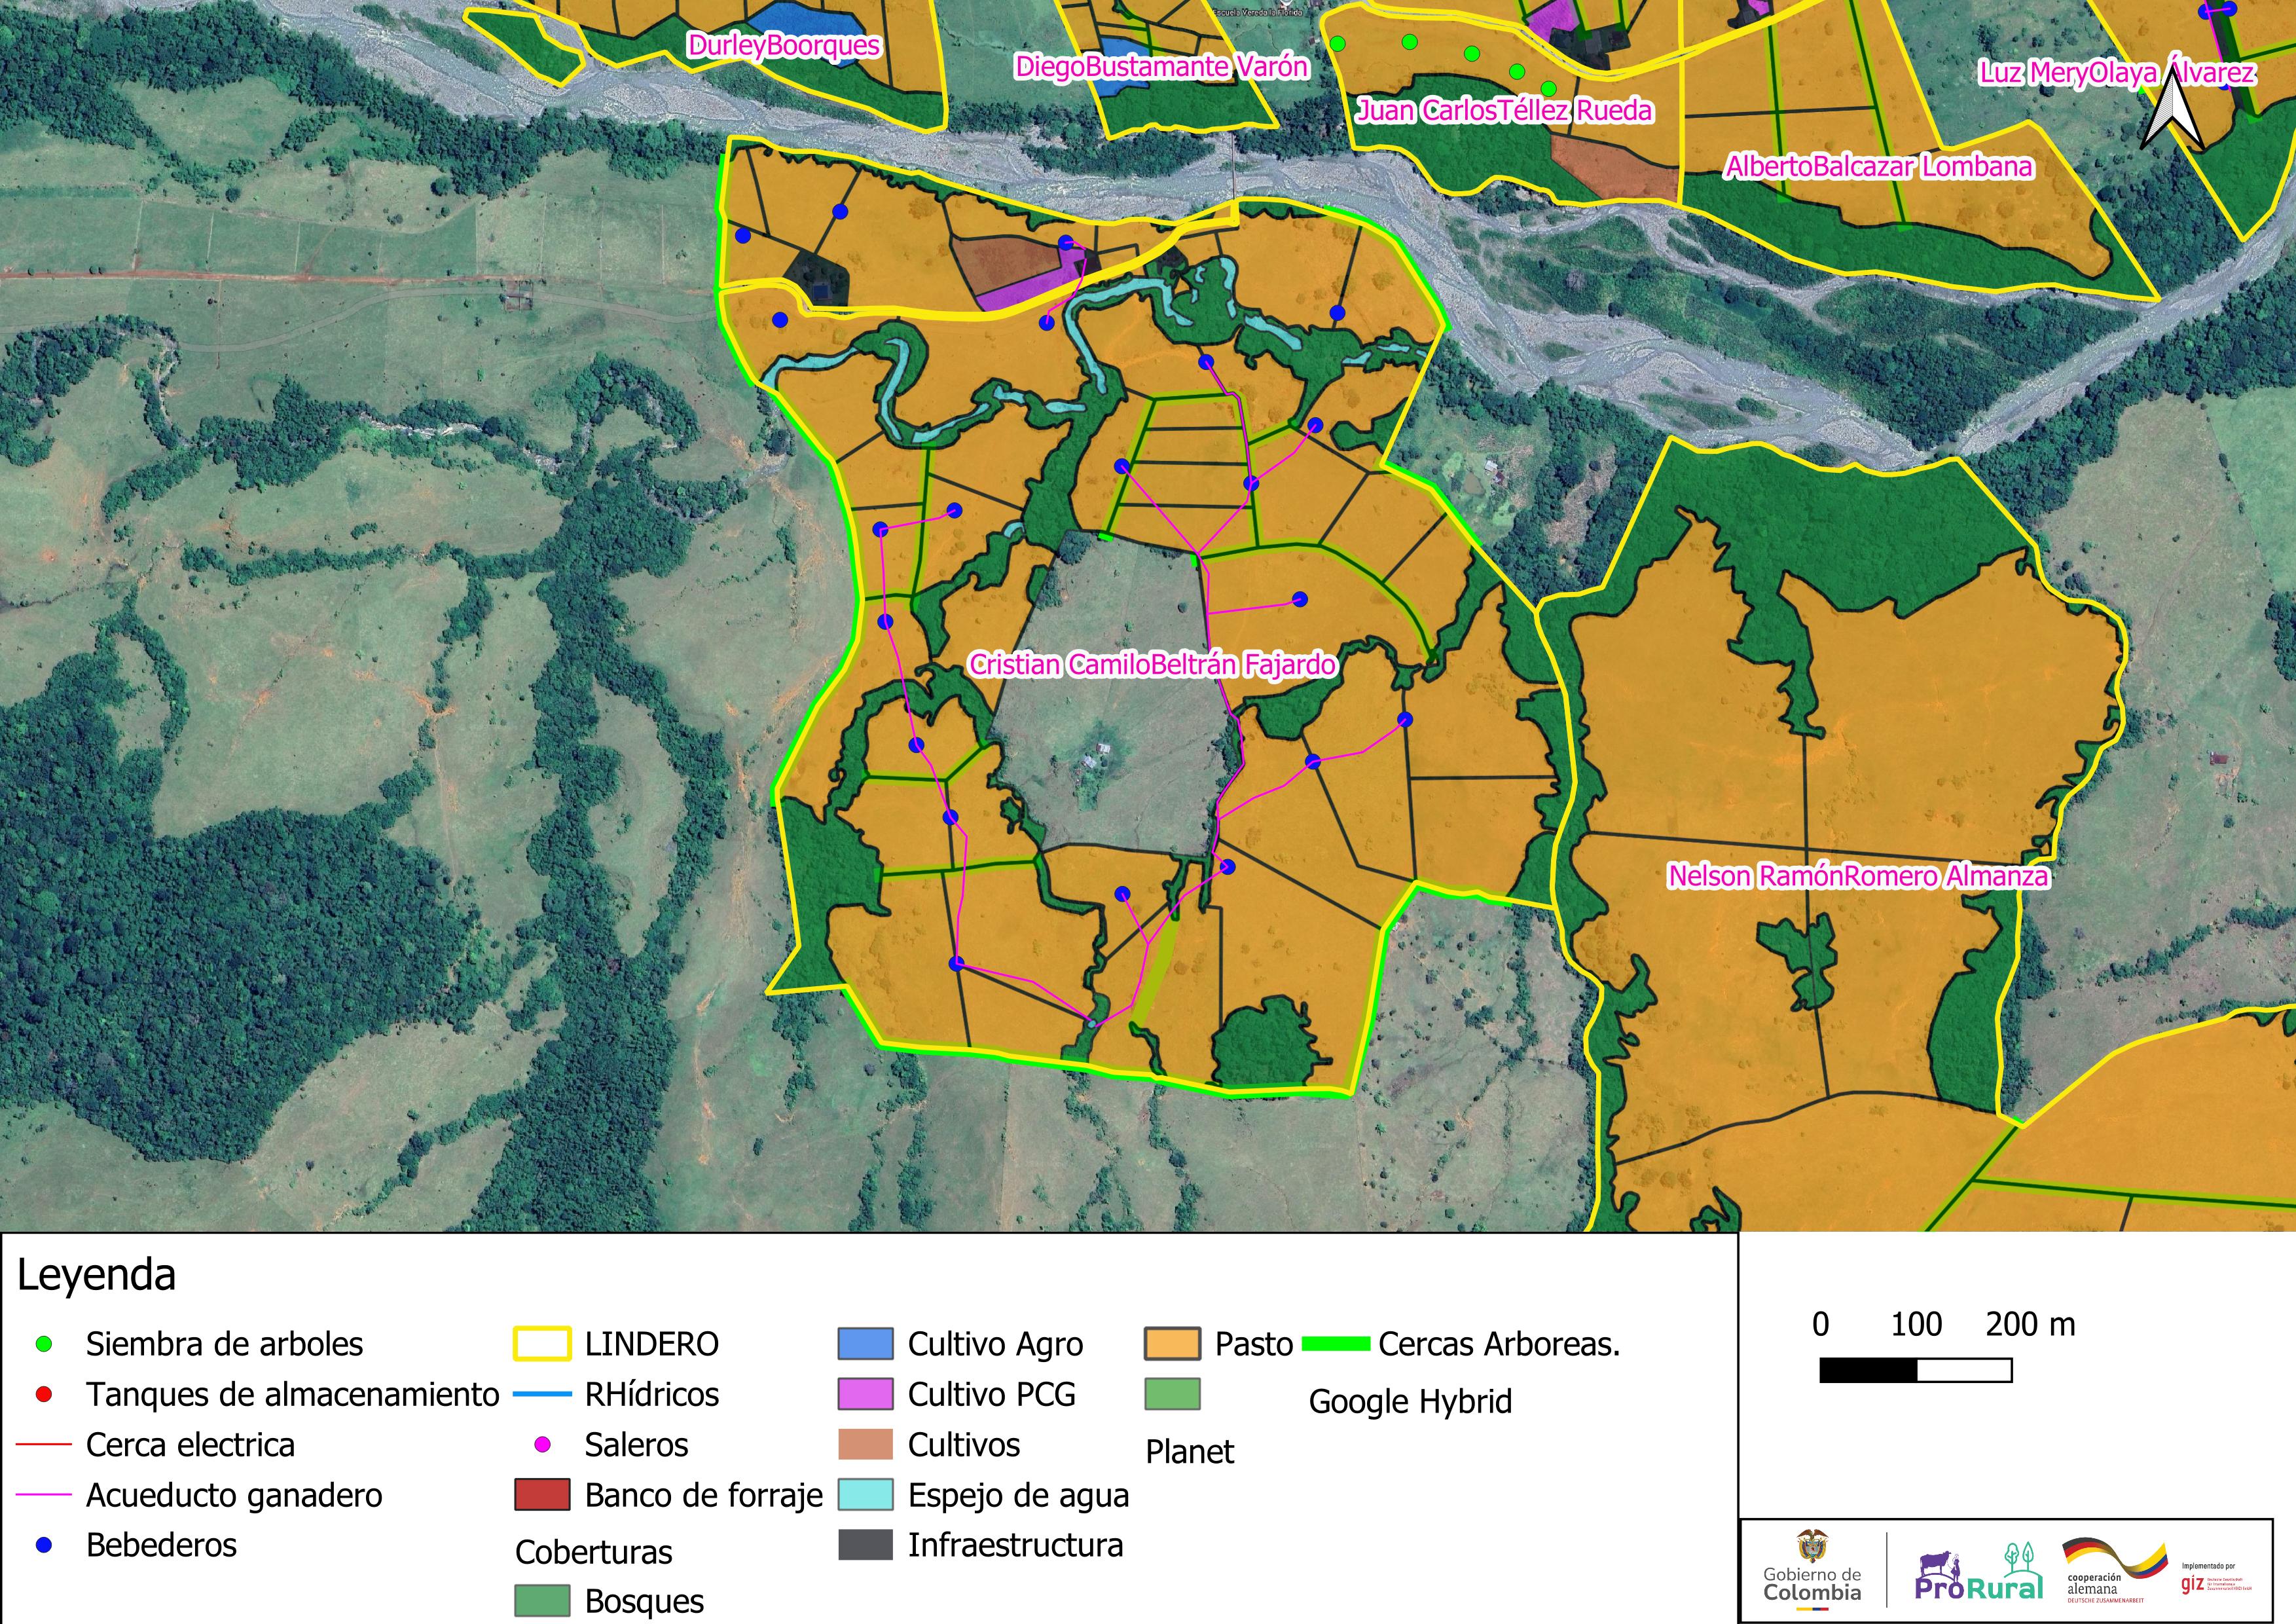 Escuela Vereda la Florida
DurleyBoorques
DiegoBustamante Varón
Luz MeryOlaya Álvarez
Juan CarlosTéllez Rueda
AlbertoBalcazar Lombana
Cristian CamiloBeltrán Fajardo
Nelson RamónRomero Almanza
Leyenda
Siembra de arboles
Tanques de almacenamiento
Cerca electrica
Acueducto ganadero
Bebederos
LINDERO
RHídricos
Saleros
Banco de forraje
Coberturas
Bosques
Cultivo Agro
Cultivo PCG
Cultivos
Espejo de agua
Infraestructura
Pasto
Planet
Cercas Arboreas.
Google Hybrid
0 100 200 m
Gobierno de
Colombia
ProRural
cooperación
alemana
DEUTSCHE ZUSAMMENARBEIT
Implementado por
giz